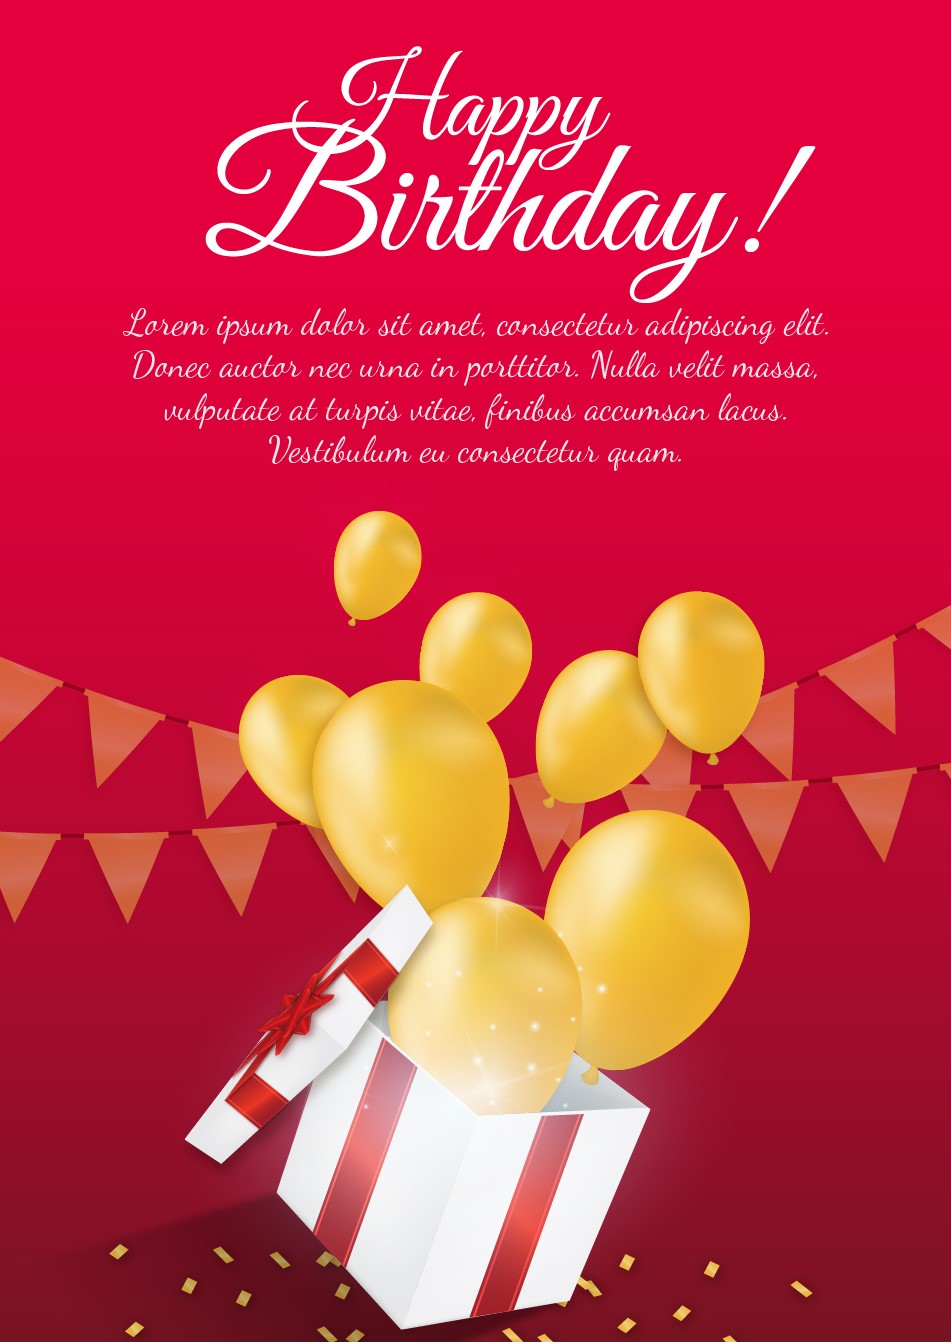 Happy
Birthday!
Lorem ipsum dolor sit amet, consectetur adipiscing elit.
Donec auctor nec urna in porttitor. Nulla velit massa,
vulputate at turpis vitae, finibus accumsan lacus.
Vestibulum eu consectetur quam.